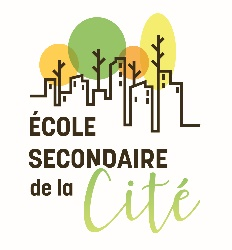 ÉCOLE
SECONDAIRE
de la Cité